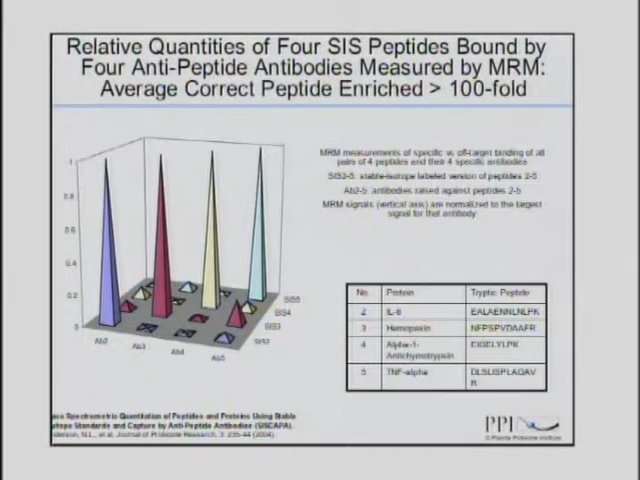 Relative Quantities of Four SIS Peptides Bound by
Four Anti-Peptide Antibodies Measured by MRM:
Average Correct Peptide Enriched > 100-fold
MRM measurements of specific vs off-target binding of all
pairs of 4 peptides and their 4 specific antibodies
SIS2-5: stable-isotope labeled version of peptides 2-5
Ab2-5: antibodies raised against peptides 2-5
MRM signals (vertical axis) are normalized to the largest
signal for that antibody
1
0.8
0.6
0.4
0.2
0
Ab2
Ab3
Ab4
Ab5
SIS2
SIS3
SIS4
SIS5
No. Protein Tryptic Peptide
2 IL-6 EALAENNLNLPK
3 Hemopexin NFPSPVDAAFR
4 Alpha-1- EIGELYLPK
Antichymotrypsin
5 TNF-alpha DLSLISPLAQAV
R
Spectrometric Quantitation of Peptides and Proteins Using Stable
Standards and Capture by Anti-Peptide Antibodies (SISCAPA).
N.L., et al, Journal of Proteome Research, 3: 235-44 (2004).
PPI
Plasma Proteome Institute